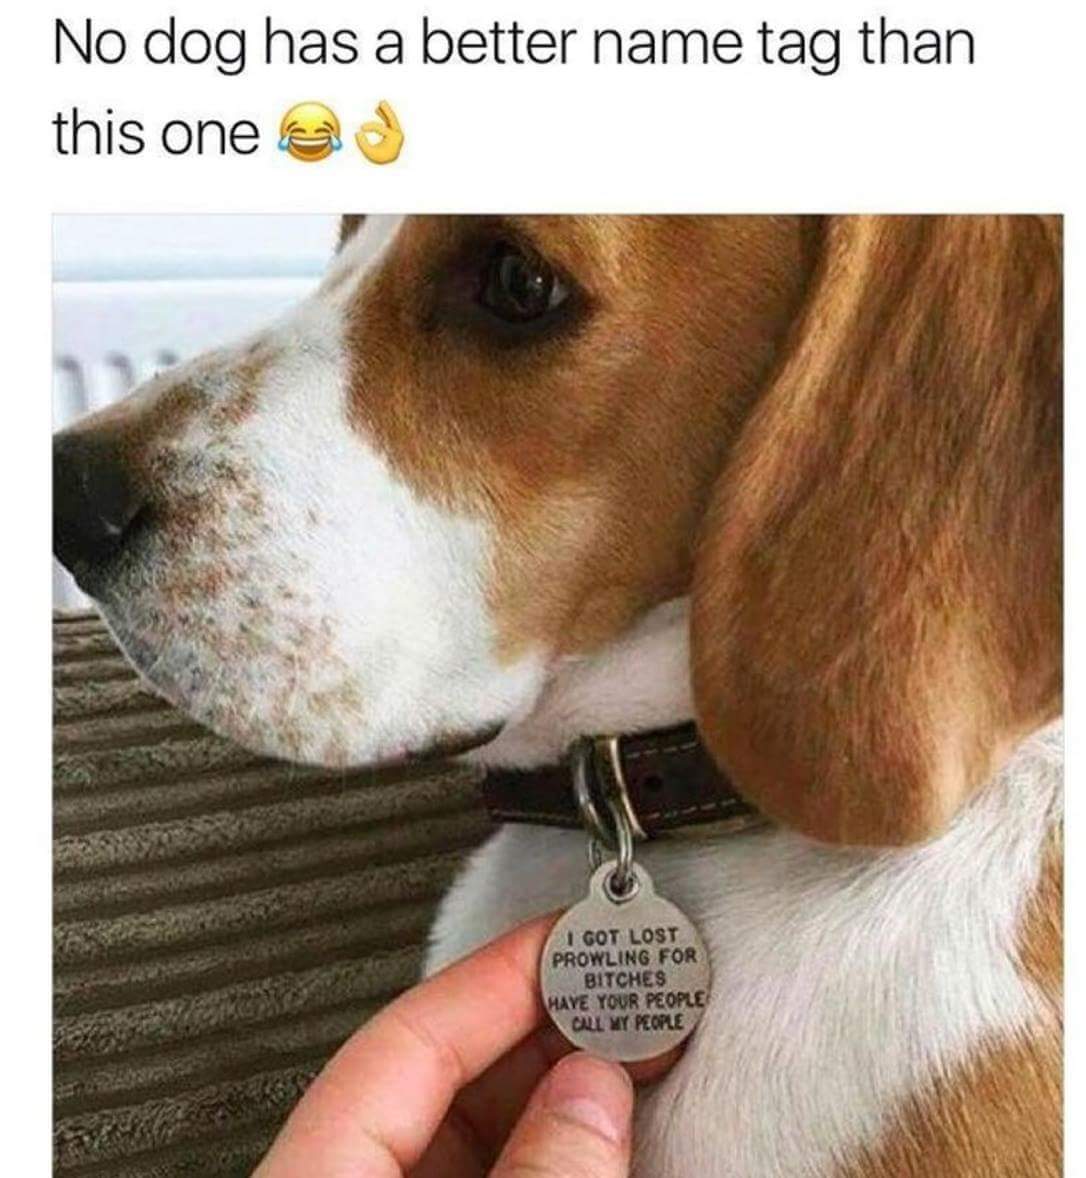 No dog has a better name tag than
this one 😂👌
I GOT LOST
PROWLING FOR
BITCHES
HAVE YOUR PEOPLE
CALL MY PEOPLE